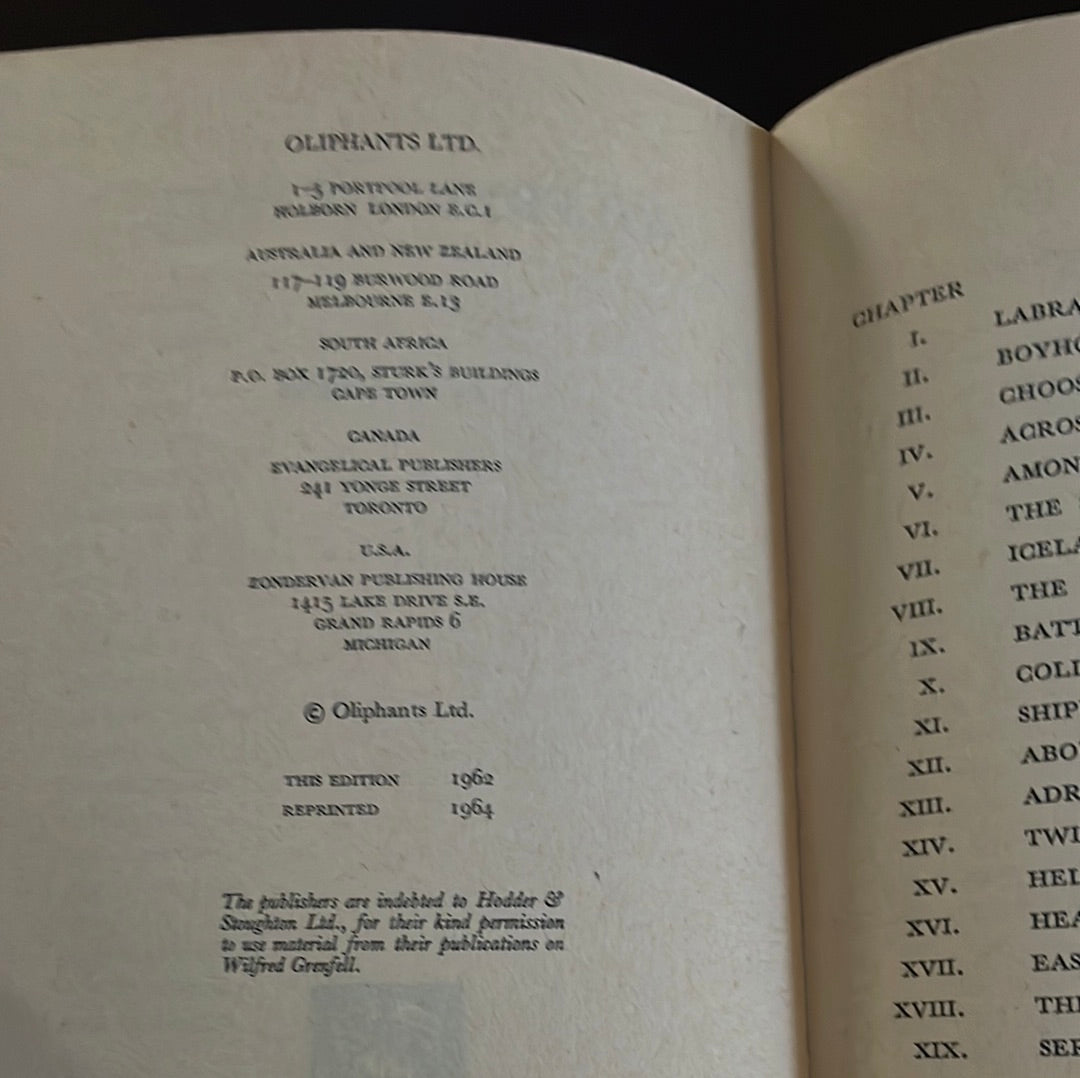 OLIPHANTS LTD.
1–5 PORTPOOL LANE
HOLBORN LONDON E.C.1
AUSTRALIA AND NEW ZEALAND
117–119 BURWOOD ROAD
MELBOURNE E.13
SOUTH AFRICA
P.O. BOX 1720, STURK'S BUILDINGS
CAPE TOWN
CANADA
EVANGELICAL PUBLISHERS
241 YONGE STREET
TORONTO
U.S.A.
ZONDERVAN PUBLISHING HOUSE
1415 LAKE DRIVE S.E.
GRAND RAPIDS 6
MICHIGAN
© Oliphants Ltd.
THIS EDITION 1962
REPRINTED 1964
The publishers are indebted to Hodder &
Stoughton Ltd., for their kind permission
to use material from their publications on
Wilfred Grenfell.
CHAPTER
I. LABRA
II. BOYHO
III. CHOOS
IV. ACROS
V. AMON
VI. THE
VII. ICELA
VIII. THE
IX. BATT
X. COLI
XI. SHIP
XII. ABO
XIII. ADR
XIV. TWI
XV. HEL
XVI. HEA
XVII. EAS
XVIII. THE
XIX. SER